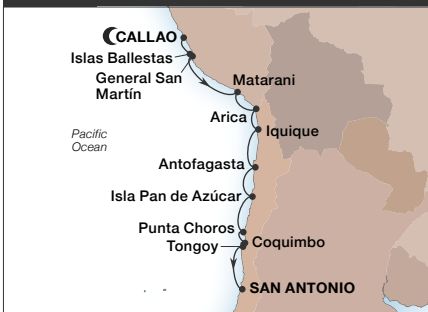 CALLAO
Islas Ballestas
General San
Martín
Matarani
Arica
Iquique
Pacific
Ocean
Antofagasta
Isla Pan de Azúcar
Punta Choros
Tongoy
Coquimbo
SAN ANTONIO